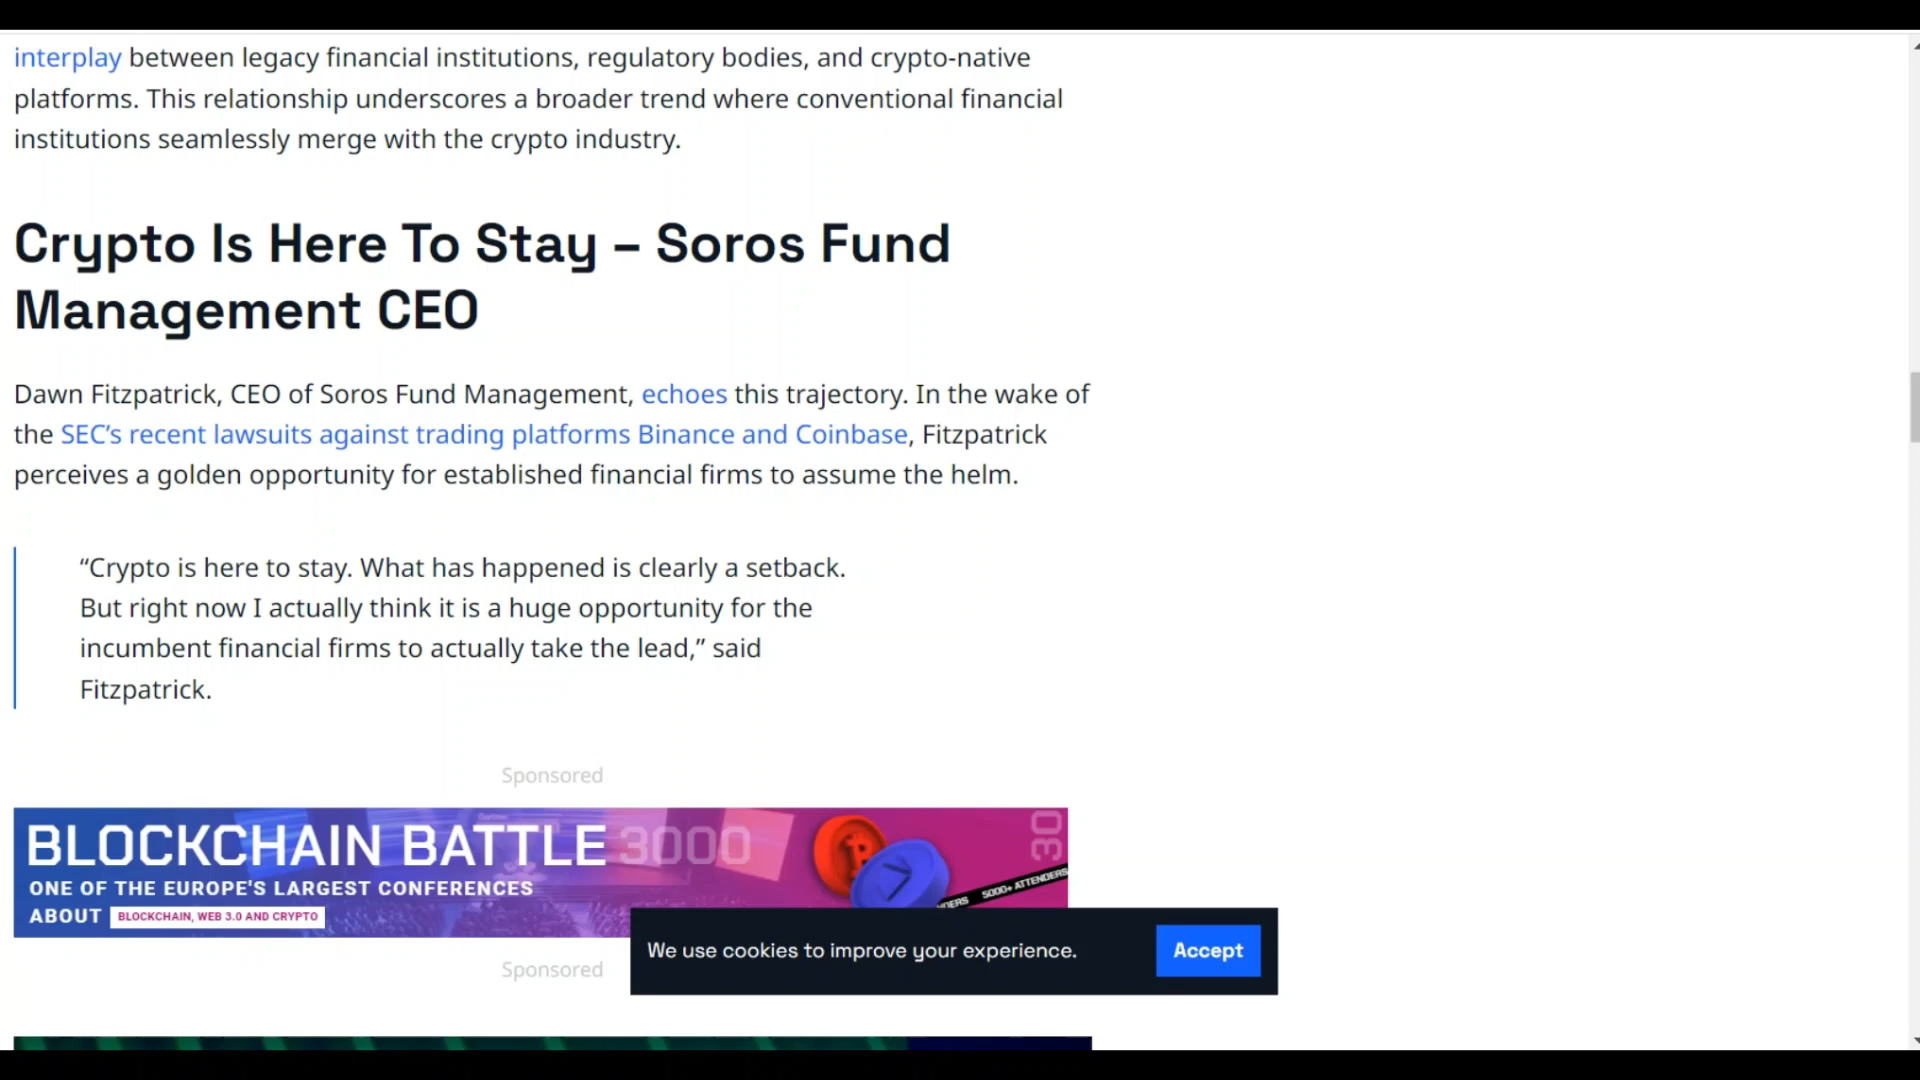 interplay between legacy financial institutions, regulatory bodies, and crypto-native
platforms. This relationship underscores a broader trend where conventional financial
institutions seamlessly merge with the crypto industry.
Crypto Is Here To Stay – Soros Fund
Management CEO
Dawn Fitzpatrick, CEO of Soros Fund Management, echoes this trajectory. In the wake of
the SEC’s recent lawsuits against trading platforms Binance and Coinbase, Fitzpatrick
perceives a golden opportunity for established financial firms to assume the helm.
“Crypto is here to stay. What has happened is clearly a setback.
But right now I actually think it is a huge opportunity for the
incumbent financial firms to actually take the lead,” said
Fitzpatrick.
Sponsored
BLOCKCHAIN BATTLE 3000
30
ONE OF THE EUROPE'S LARGEST CONFERENCES
5000+ ATTENDERS
ABOUT BLOCKCHAIN, WEB 3.0 AND CRYPTO
We use cookies to improve your experience.
Accept
Sponsored